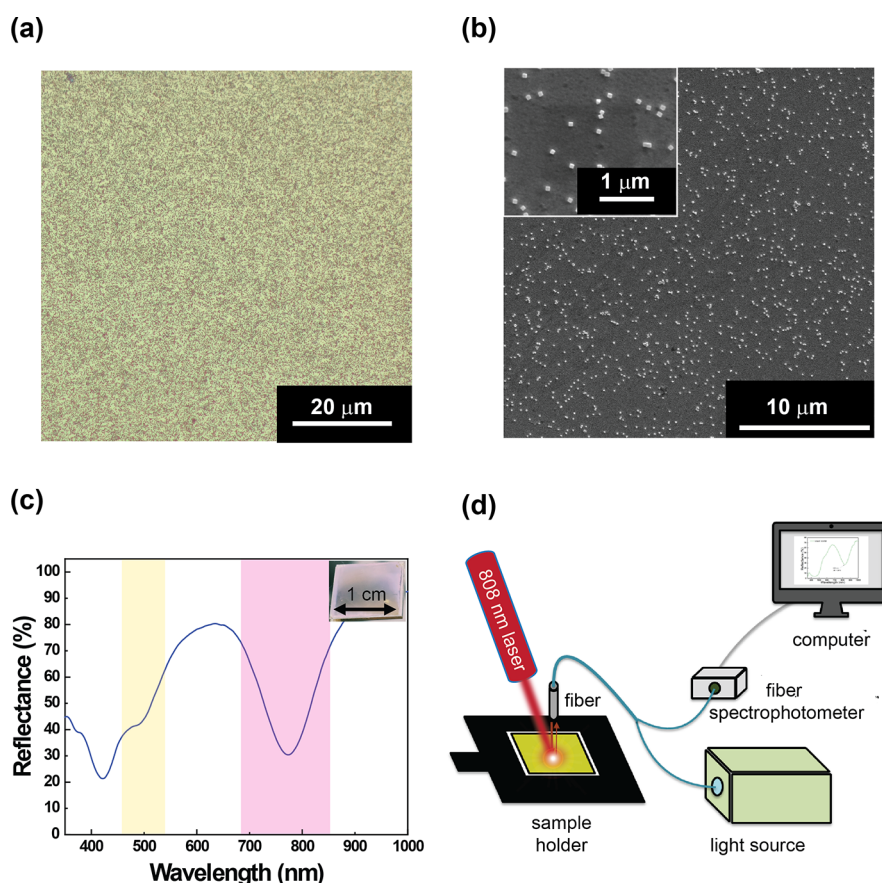 (a)
(b)
20 μm
1 μm
10 μm
(c)
(d)
Reflectance (%)
100
90
80
70
60
50
40
30
20
10
0
400
500
600
700
800
900
1000
Wavelength (nm)
1 cm
808 nm laser
fiber
computer
fiber
spectrophotometer
sample
holder
light source